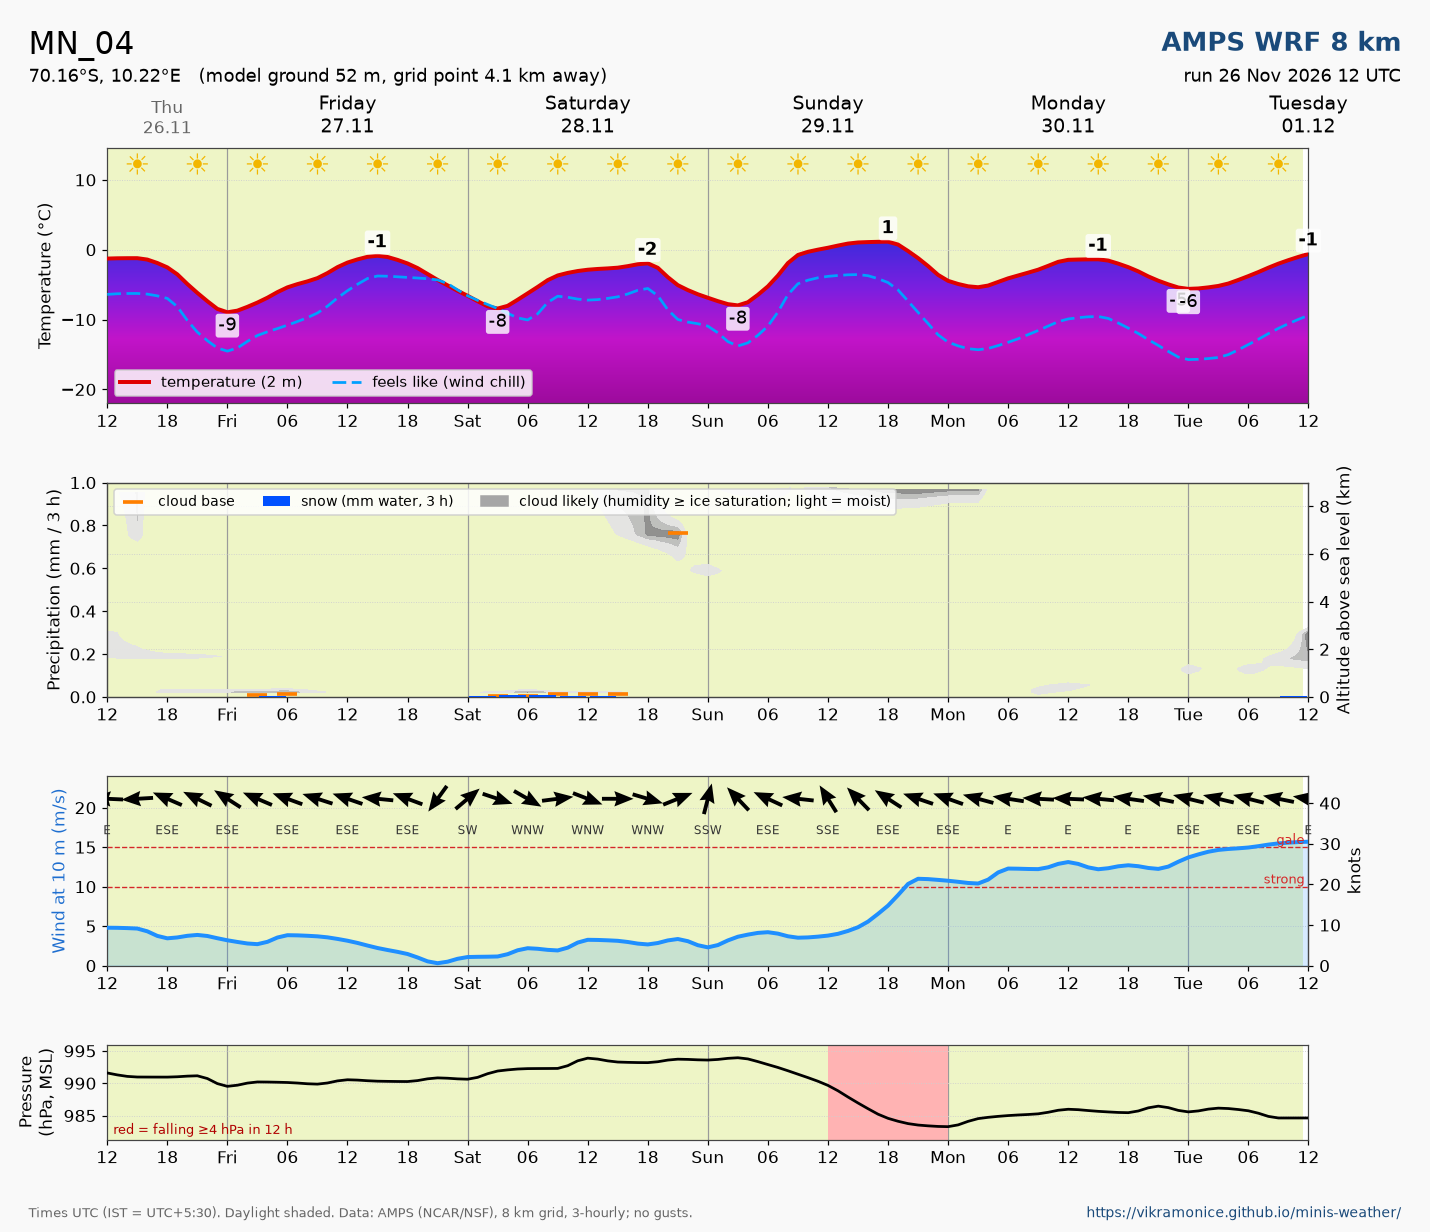 MN_04
AMPS WRF 8 km
70.16°S, 10.22°E (model ground 52 m, grid point 4.1 km away)
run 26 Nov 2026 12 UTC
Thu Friday Saturday Sunday Monday Tuesday
26.11 27.11 28.11 29.11 30.11 01.12
Temperature (°C)
10
0
−10
−20
-1 -2 1 -1 -1
-9 -8 -8 -6
temperature (2 m) feels like (wind chill)
12 18 Fri 06 12 18 Sat 06 12 18 Sun 06 12 18 Mon 06 12 18 Tue 06 12
Precipitation (mm / 3 h)
1.0
0.8
0.6
0.4
0.2
0.0
cloud base snow (mm water, 3 h) cloud likely (humidity ≥ ice saturation; light = moist)
8
6
4
2
0
Altitude above sea level (km)
12 18 Fri 06 12 18 Sat 06 12 18 Sun 06 12 18 Mon 06 12 18 Tue 06 12
Wind at 10 m (m/s)
20
15
10
5
0
E ESE ESE ESE ESE ESE SW WNW WNW WNW SSW ESE SSE ESE ESE E E E ESE ESE E
gale
strong
40
30
20
10
0
knots
12 18 Fri 06 12 18 Sat 06 12 18 Sun 06 12 18 Mon 06 12 18 Tue 06 12
Pressure
(hPa, MSL)
995
990
985
red = falling ≥4 hPa in 12 h
12 18 Fri 06 12 18 Sat 06 12 18 Sun 06 12 18 Mon 06 12 18 Tue 06 12
Times UTC (IST = UTC+5:30). Daylight shaded. Data: AMPS (NCAR/NSF), 8 km grid, 3-hourly; no gusts.
https://vikramonice.github.io/minis-weather/